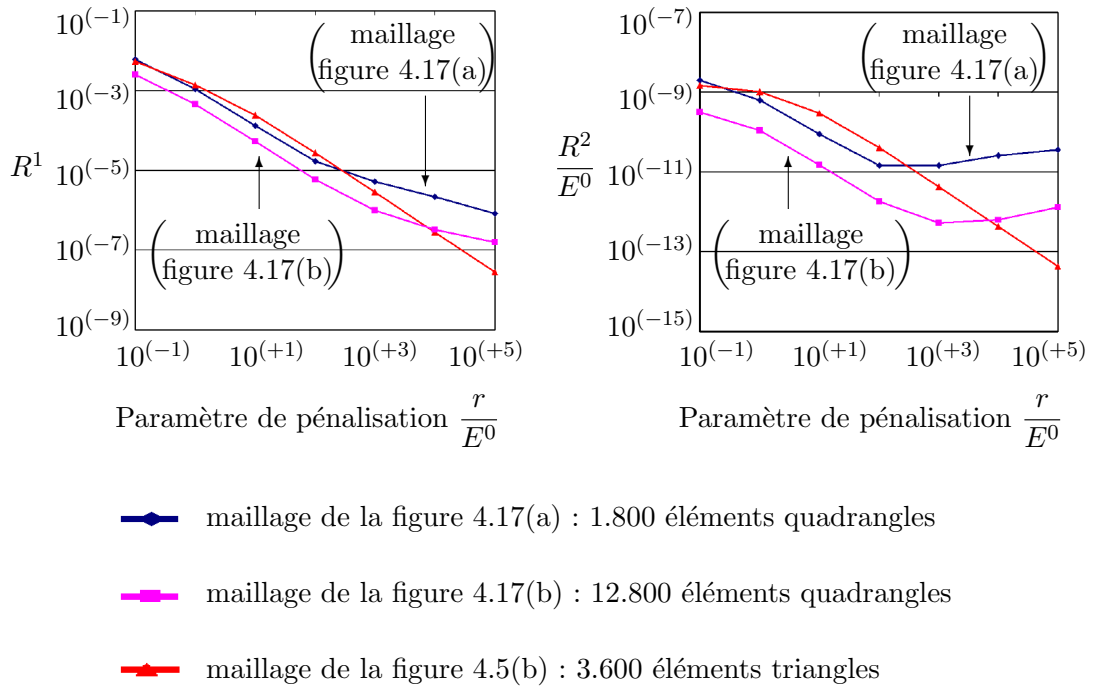 10^(−1)
10^(−3)
10^(−5)
10^(−7)
10^(−9)
R^1
(maillage
figure 4.17(a))
(maillage
figure 4.17(b))
10^(−1) 10^(+1) 10^(+3) 10^(+5)
Paramètre de pénalisation r/E^0
10^(−7)
10^(−9)
10^(−11)
10^(−13)
10^(−15)
R^2/E^0
(maillage
figure 4.17(a))
(maillage
figure 4.17(b))
10^(−1) 10^(+1) 10^(+3) 10^(+5)
Paramètre de pénalisation r/E^0
maillage de la figure 4.17(a) : 1.800 éléments quadrangles
maillage de la figure 4.17(b) : 12.800 éléments quadrangles
maillage de la figure 4.5(b) : 3.600 éléments triangles